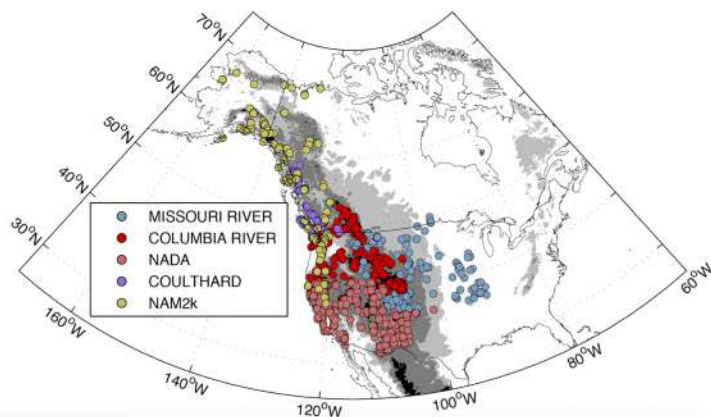 70°N
60°N
50°N
40°N
30°N
MISSOURI RIVER
COLUMBIA RIVER
NADA
COULTHARD
NAM2k
160°W
140°W
120°W
100°W
80°W
60°W